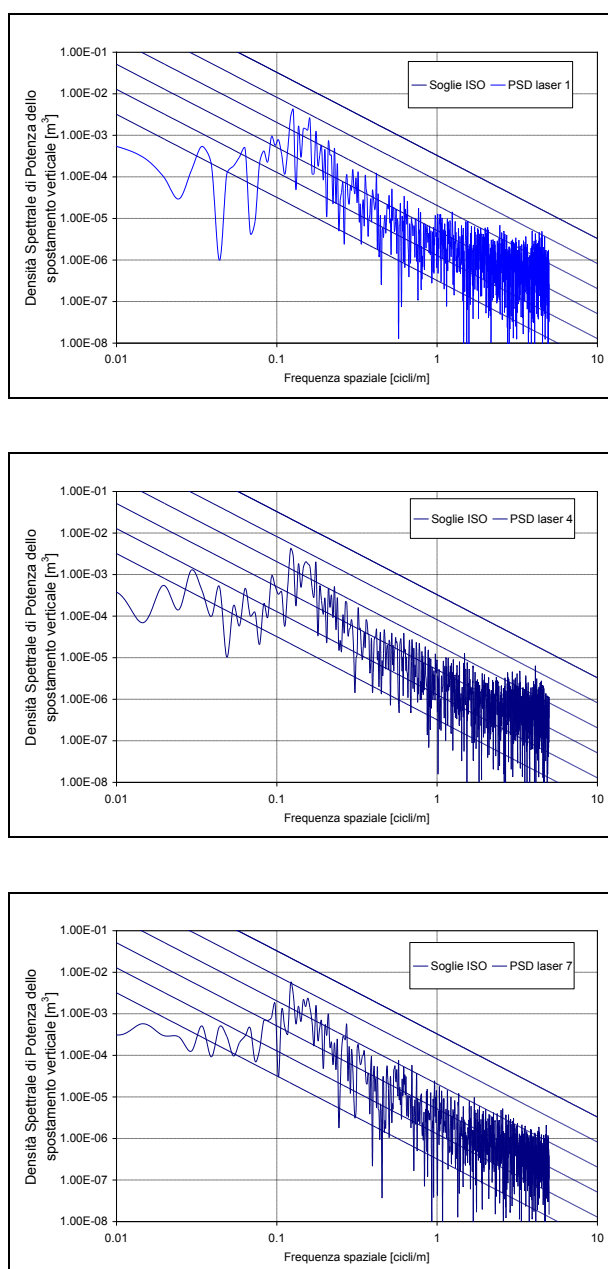 1.00E-01
1.00E-02
1.00E-03
1.00E-04
1.00E-05
1.00E-06
1.00E-07
1.00E-08
Densità Spettrale di Potenza dello
spostamento verticale [m³]
Soglie ISO PSD laser 1
0.01 0.1 1 10
Frequenza spaziale [cicli/m]
1.00E-01
1.00E-02
1.00E-03
1.00E-04
1.00E-05
1.00E-06
1.00E-07
1.00E-08
Densità Spettrale di Potenza dello
spostamento verticale [m³]
Soglie ISO PSD laser 4
0.01 0.1 1 10
Frequenza spaziale [cicli/m]
1.00E-01
1.00E-02
1.00E-03
1.00E-04
1.00E-05
1.00E-06
1.00E-07
1.00E-08
Densità Spettrale di Potenza dello
spostamento verticale [m³]
Soglie ISO PSD laser 7
0.01 0.1 1 10
Frequenza spaziale [cicli/m]